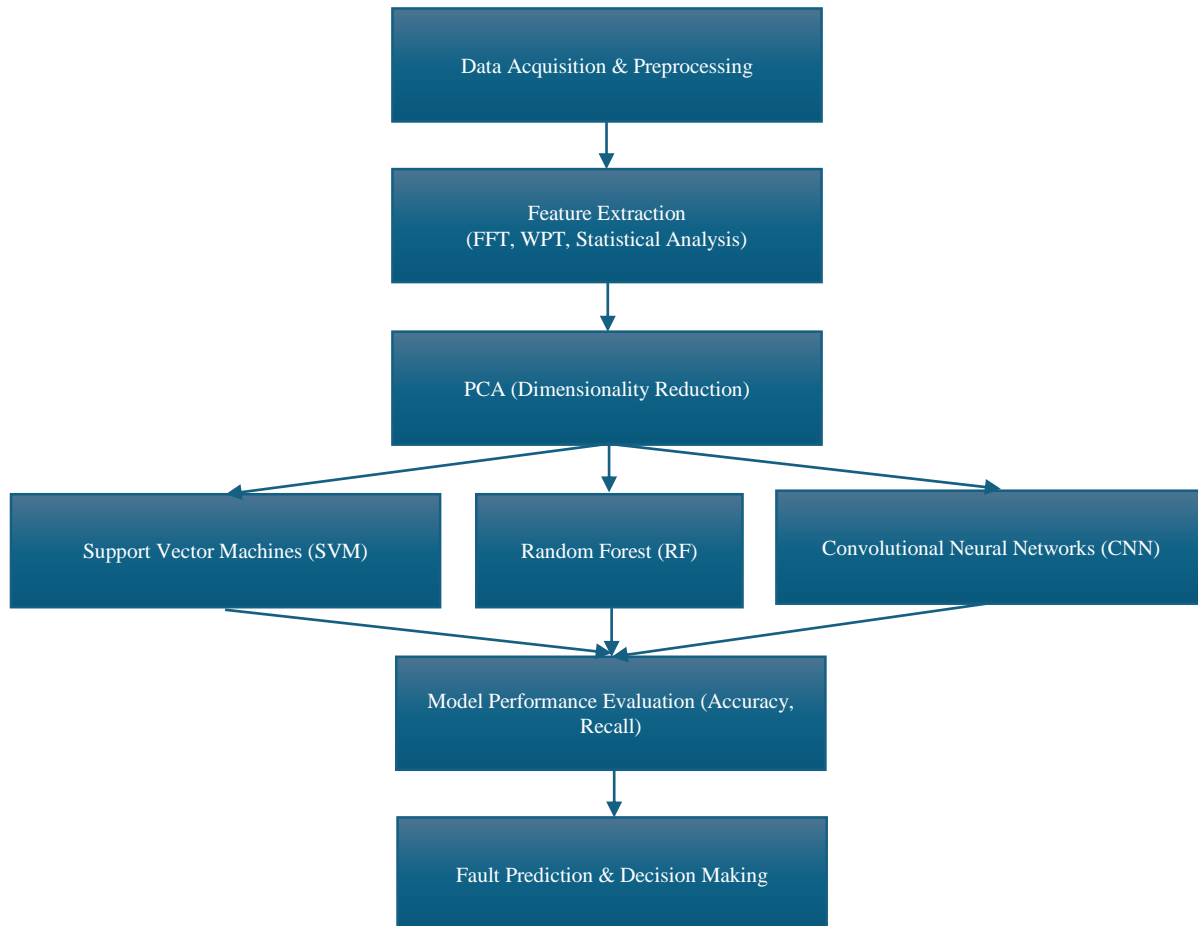 Data Acquisition & Preprocessing
Feature Extraction
(FFT, WPT, Statistical Analysis)
PCA (Dimensionality Reduction)
Support Vector Machines (SVM)
Random Forest (RF)
Convolutional Neural Networks (CNN)
Model Performance Evaluation (Accuracy,
Recall)
Fault Prediction & Decision Making